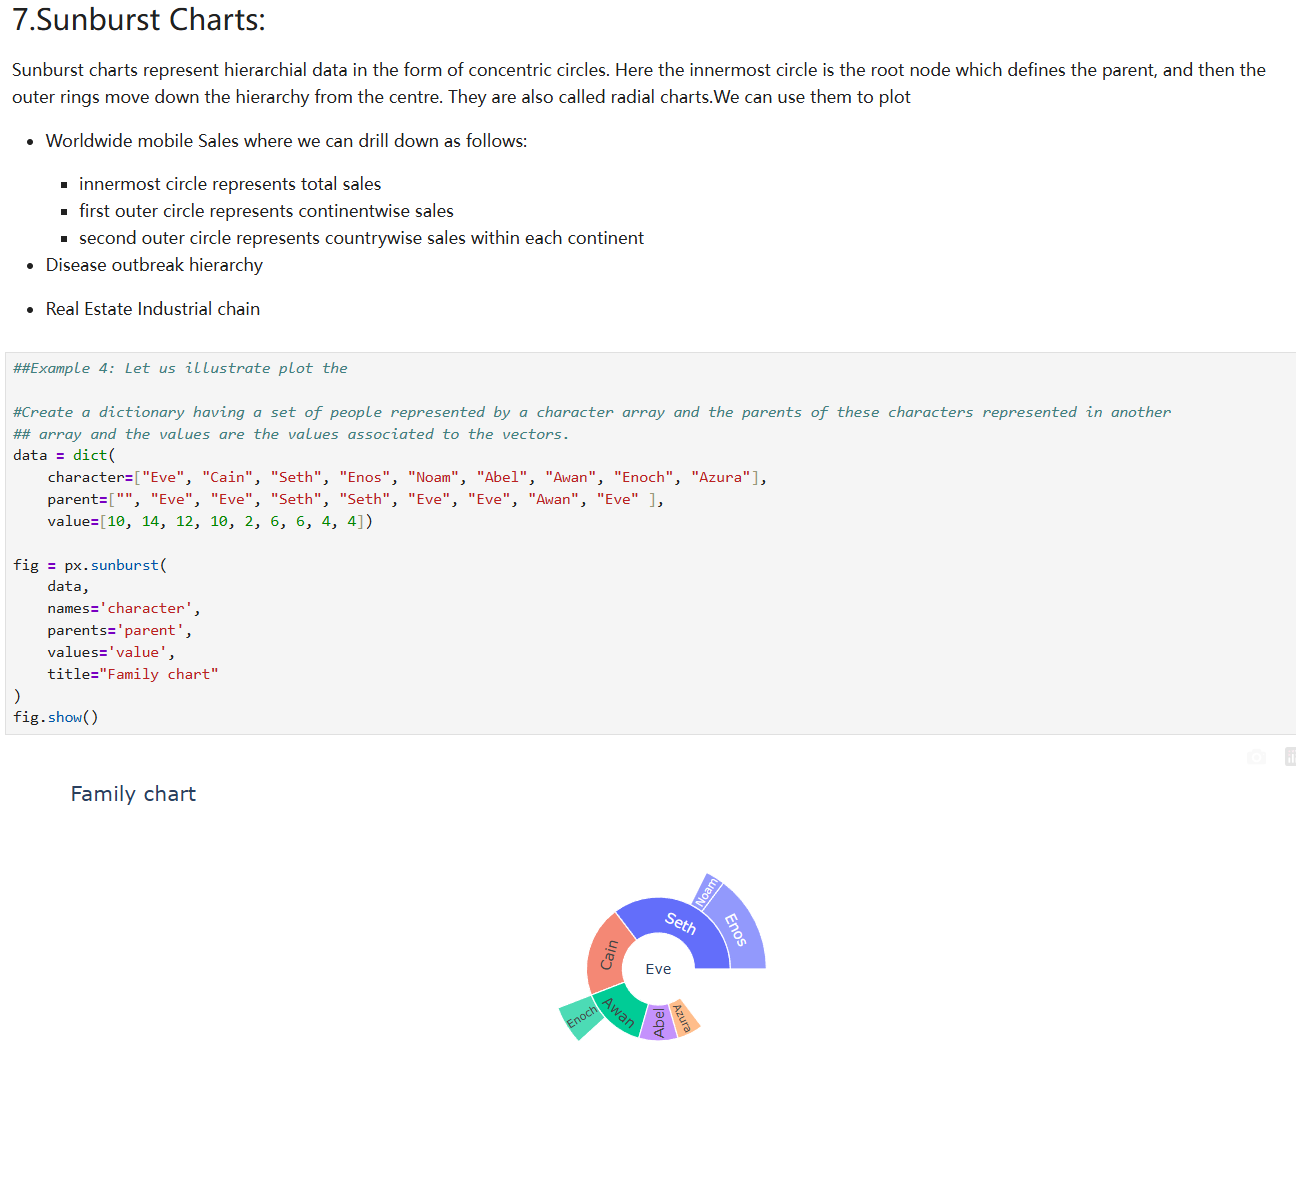 7.Sunburst Charts:
Sunburst charts represent hierarchial data in the form of concentric circles. Here the innermost circle is the root node which defines the parent, and then the
outer rings move down the hierarchy from the centre. They are also called radial charts.We can use them to plot
• Worldwide mobile Sales where we can drill down as follows:
▪ innermost circle represents total sales
▪ first outer circle represents continentwise sales
▪ second outer circle represents countrywise sales within each continent
• Disease outbreak hierarchy
• Real Estate Industrial chain
##Example 4: Let us illustrate plot the
#Create a dictionary having a set of people represented by a character array and the parents of these characters represented in another
## array and the values are the values associated to the vectors.
data = dict(
    character=["Eve", "Cain", "Seth", "Enos", "Noam", "Abel", "Awan", "Enoch", "Azura"],
    parent=["", "Eve", "Eve", "Seth", "Seth", "Eve", "Eve", "Awan", "Eve" ],
    value=[10, 14, 12, 10, 2, 6, 6, 4, 4])
fig = px.sunburst(
    data,
    names='character',
    parents='parent',
    values='value',
    title="Family chart"
)
fig.show()
Family chart
Noam
Seth
Enos
Cain
Eve
Enoch
Awan
Abel
Azura